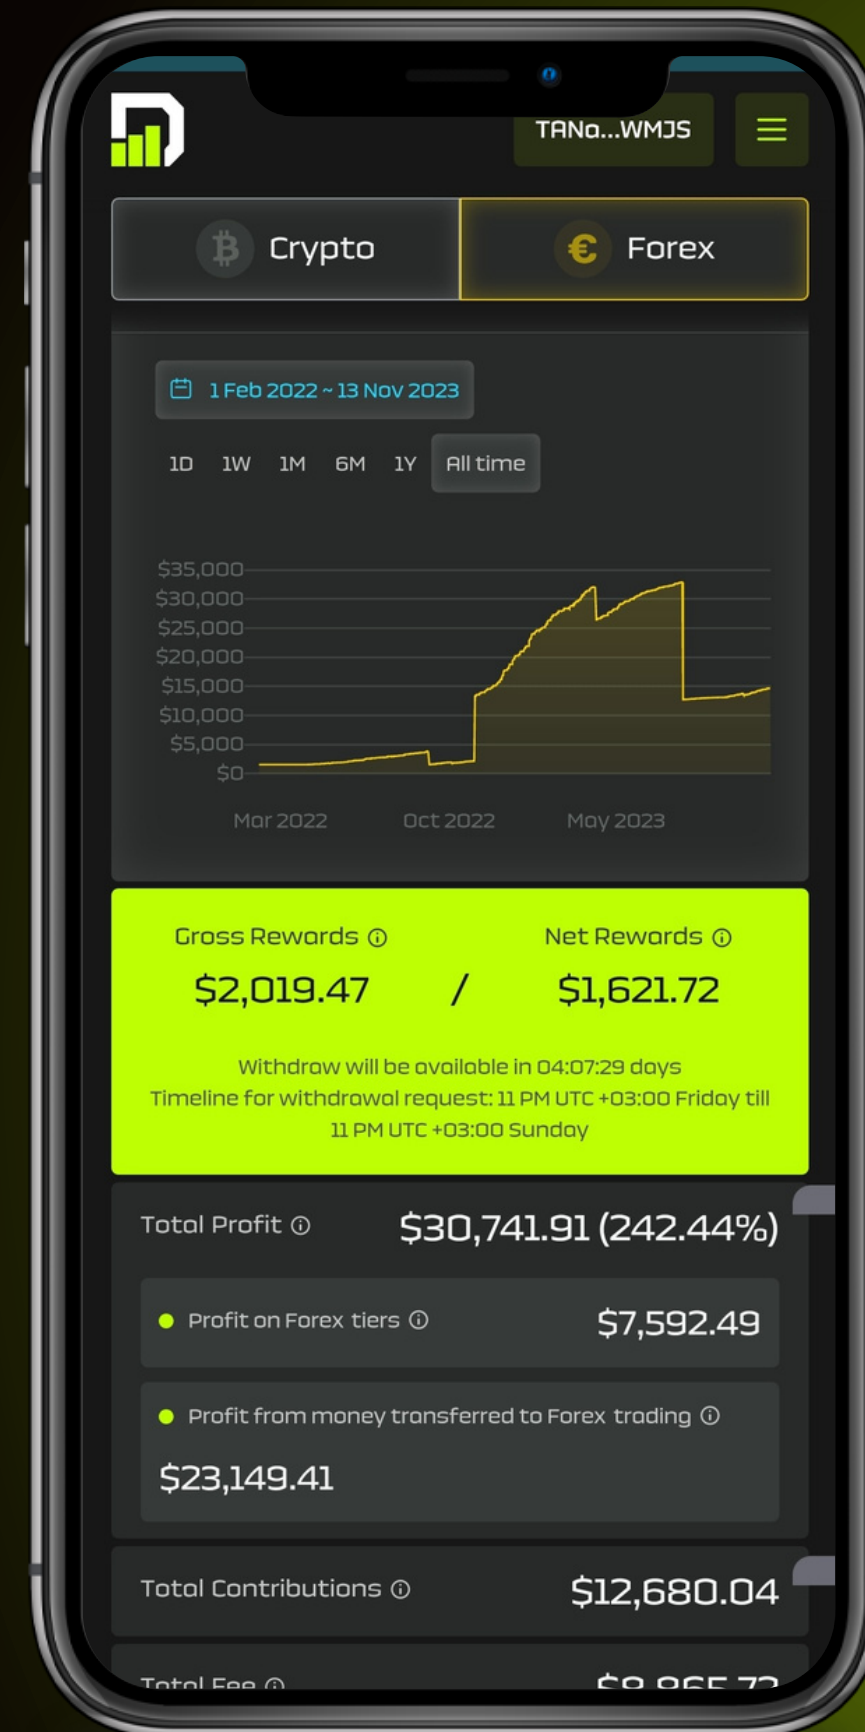 TANa...WMJS
Crypto
Forex
1 Feb 2022 ~ 13 Nov 2023
1D 1W 1M 6M 1Y All time
$35,000
$30,000
$25,000
$20,000
$15,000
$10,000
$5,000
$0
Mar 2022 Oct 2022 May 2023
Gross Rewards
Net Rewards
$2,019.47 / $1,621.72
Withdraw will be available in 04:07:29 days
Timeline for withdrawal request: 11 PM UTC +03:00 Friday till
11 PM UTC +03:00 Sunday
Total Profit $30,741.91 (242.44%)
Profit on Forex tiers $7,592.49
Profit from money transferred to Forex trading
$23,149.41
Total Contributions $12,680.04
Total Fee